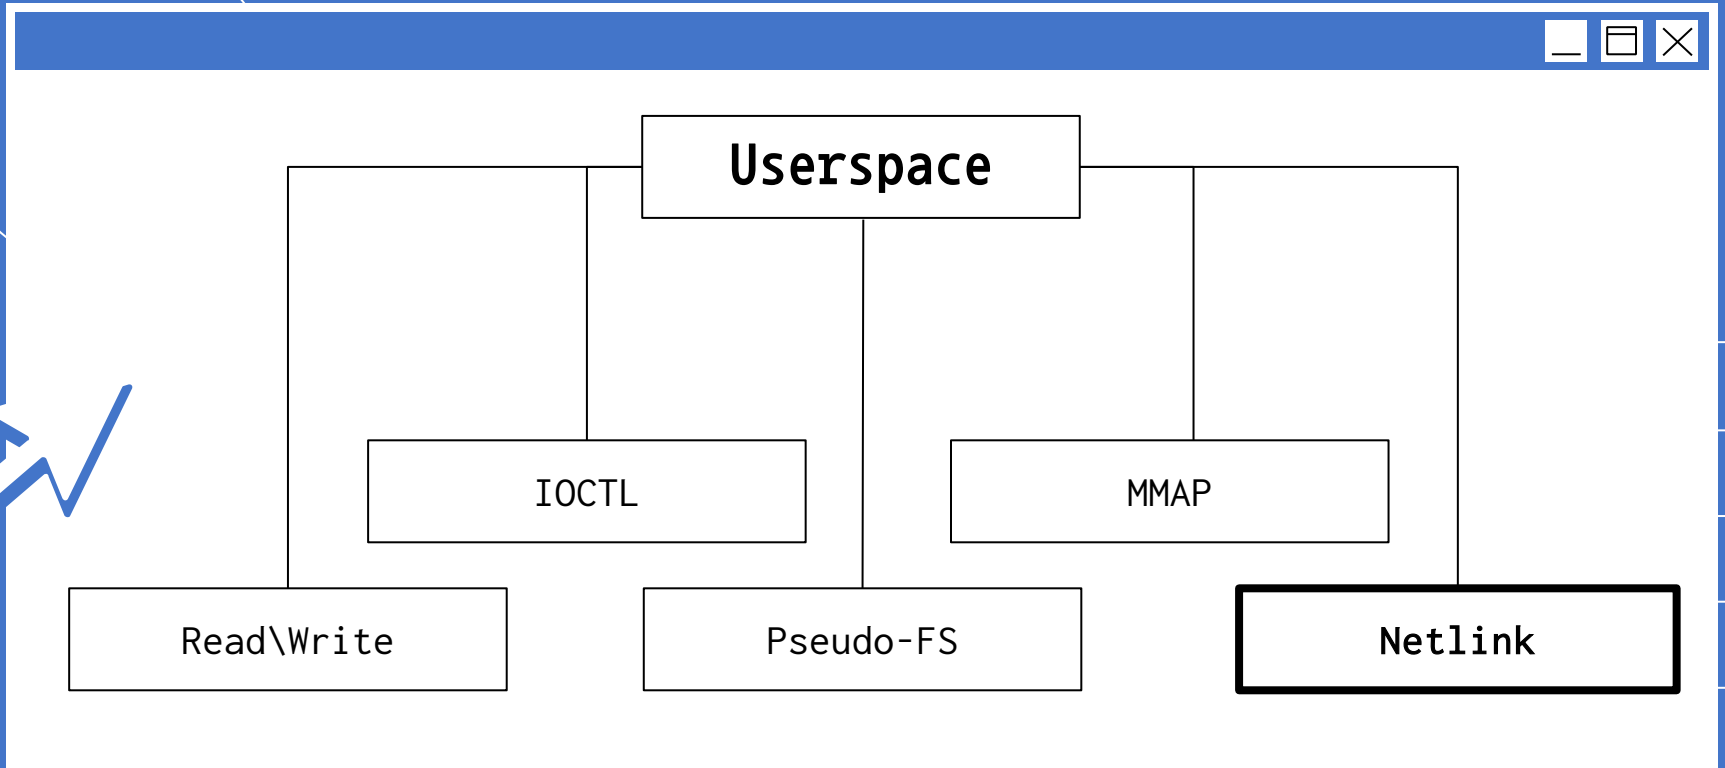 Userspace
IOCTL
MMAP
Read\Write
Pseudo-FS
Netlink